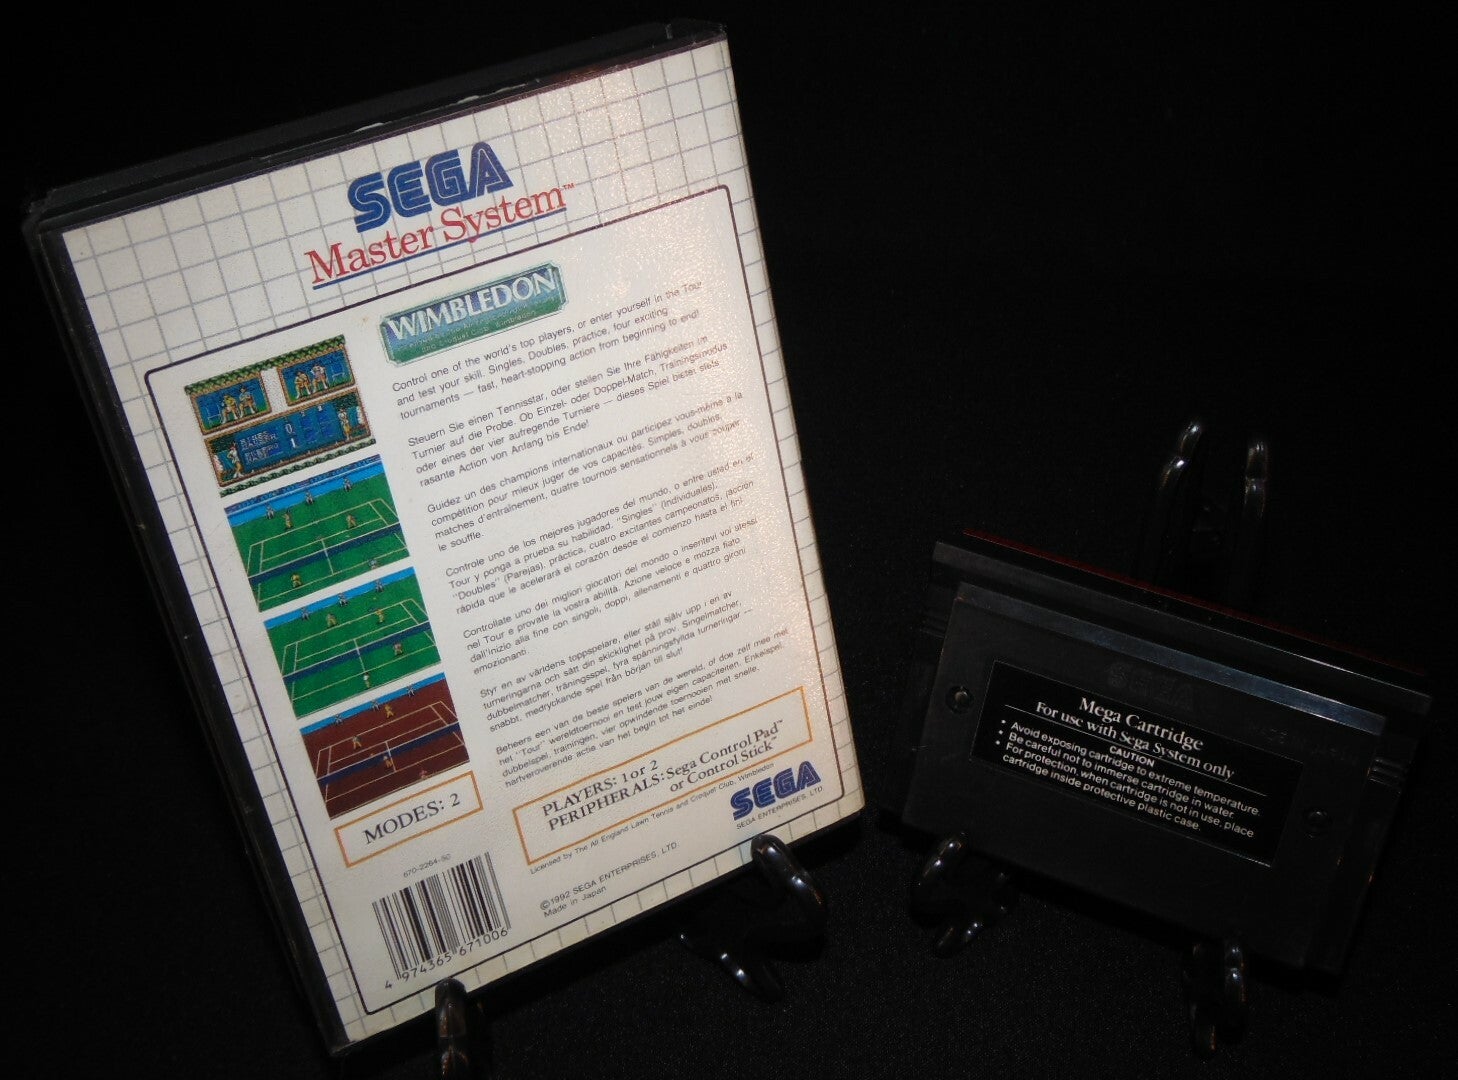 SEGA
Master System™
WIMBLEDON
Control one of the world's top players, or enter yourself in the Tour
and test your skill. Singles, Doubles, practice, four exciting
tournaments — fast, heart-stopping action from beginning to end!
Steuern Sie einen Tennisstar, oder stellen Sie Ihre Fähigkeiten im
Turnier auf die Probe. Ob Einzel- oder Doppel-Match, Trainingsmodus
oder eines der vier aufregende Turniere — dieses Spiel bietet stets
rasante Action von Anfang bis Ende!
Guidez un des champions internationaux ou participez vous-même à la
compétition pour mieux juger de vos capacités. Simples, doubles,
matches d'entraînement, quatre tournois sensationnels à vous couper
le souffle.
Controle uno de los mejores jugadores del mundo, o entre usted en el
Tour y ponga a prueba su habilidad. "Singles" (Individuales),
"Doubles" (Parejas), práctica, cuatro excitantes campeonatos, ¡acción
rápida que le acelerará el corazón desde el comienzo hasta el fin!
Controllate uno dei migliori giocatori del mondo o inseritevi voi stessi
nel Tour e provate la vostra abilità. Azione veloce e mozza fiato
dall'inizio alla fine con singoli, doppi, allenamenti e quattro gironi
emozionanti.
Styr en av världens toppspelare, eller ställ själv upp i en av
turneringarna och sätt din skicklighet på prov. Singelmatcher,
dubbelmatcher, träningsspel, fyra spänningsfyllda turneringar —
snabbt, medryckande spel från början till slut!
Beheers een van de beste spelers van de wereld, of doe zelf mee met
het "Tour" wereldtoernooi en test jouw eigen capaciteiten. Enkelspel,
dubbelspel, trainingen, vier opwindende toernooien met snelle,
hartveroverende actie van het begin tot het einde!
MODES: 2
PLAYERS: 1 or 2
PERIPHERALS: Sega Control Pad™
or Control Stick™
Licensed by The All England Lawn Tennis and Croquet Club, Wimbledon
SEGA
SEGA ENTERPRISES, LTD.
670-2264-50
4 974365 671006
©1992 SEGA ENTERPRISES, LTD.
Made in Japan
SEGA
Mega Cartridge
For use with Sega System only
CAUTION
• Avoid exposing cartridge to extreme temperature.
• Be careful not to immerse cartridge in water.
• For protection, when cartridge is not in use, place
cartridge inside protective plastic case.